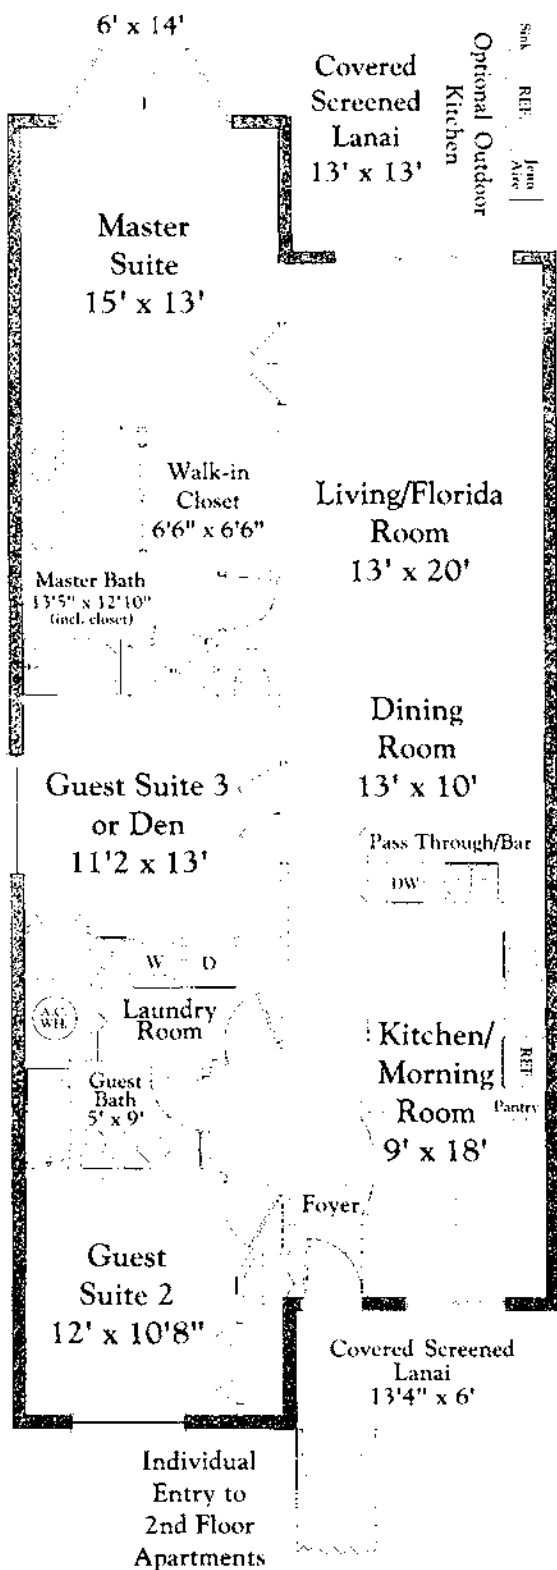 6' x 14'
Covered
Screened
Lanai
13' x 13'
Optional Outdoor
Kitchen
Sink
REF.
Jenn
Aire
Master
Suite
15' x 13'
Walk-in
Closet
6'6" x 6'6"
Living/Florida
Room
13' x 20'
Master Bath
13'5" x 12'10"
(incl. closet)
Dining
Room
13' x 10'
Guest Suite 3
or Den
11'2 x 13'
Pass Through/Bar
DW
W D
A.C.
W.H.
Laundry
Room
Kitchen/
Morning
Room
9' x 18'
REF.
Pantry
Guest
Bath
5' x 9'
Foyer
Guest
Suite 2
12' x 10'8"
Covered Screened
Lanai
13'4" x 6'
Individual
Entry to
2nd Floor
Apartments